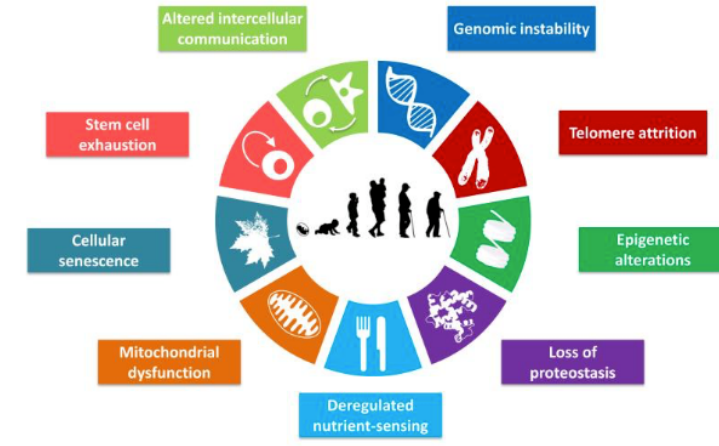 Altered intercellular
communication
Genomic instability
Stem cell
exhaustion
Telomere attrition
Cellular
senescence
Epigenetic
alterations
Mitochondrial
dysfunction
Loss of
proteostasis
Deregulated
nutrient-sensing